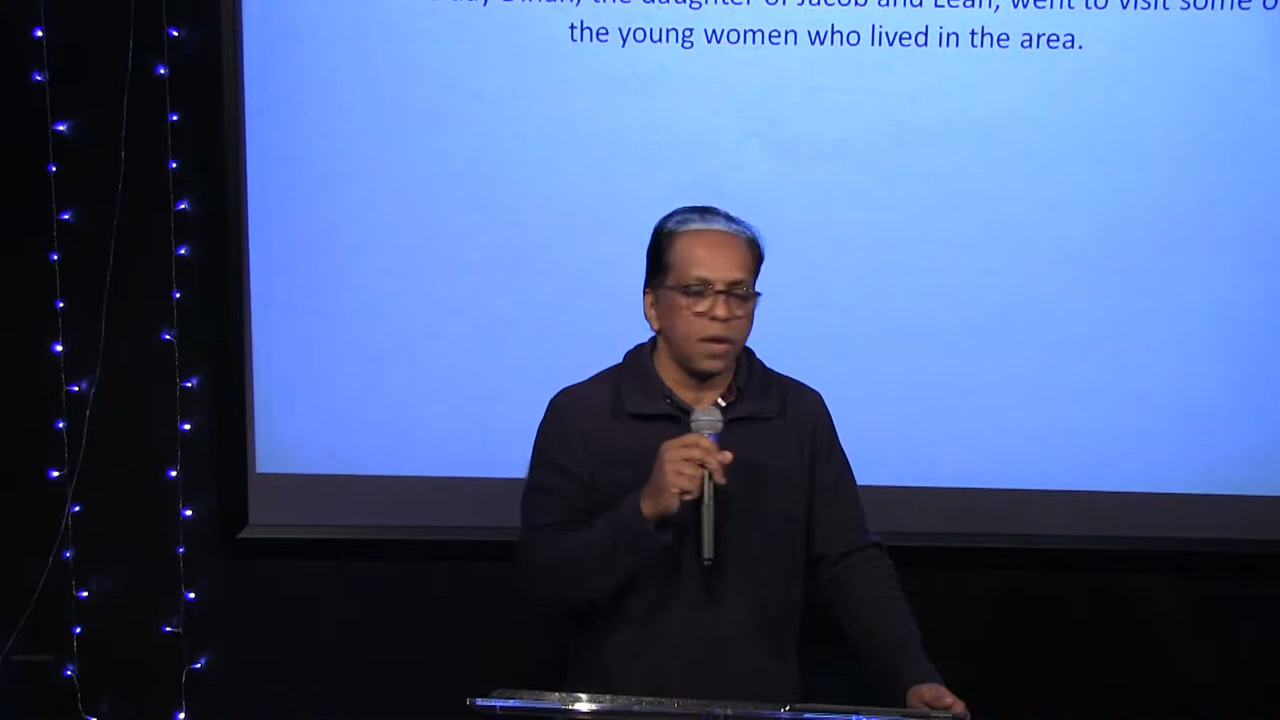 day Dinah, the daughter of Jacob and Leah, went to visit some o
the young women who lived in the area.